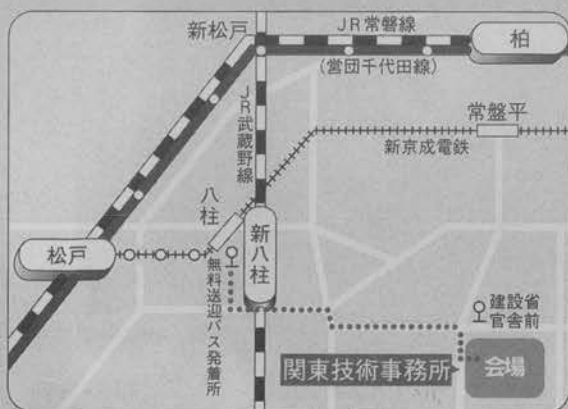 新松戸
JR常磐線
(営団千代田線)
柏
JR武蔵野線
常盤平
新京成電鉄
八柱
新八柱
松戸
無料送迎バス発着所
建設省
官舎前
関東技術事務所
会場